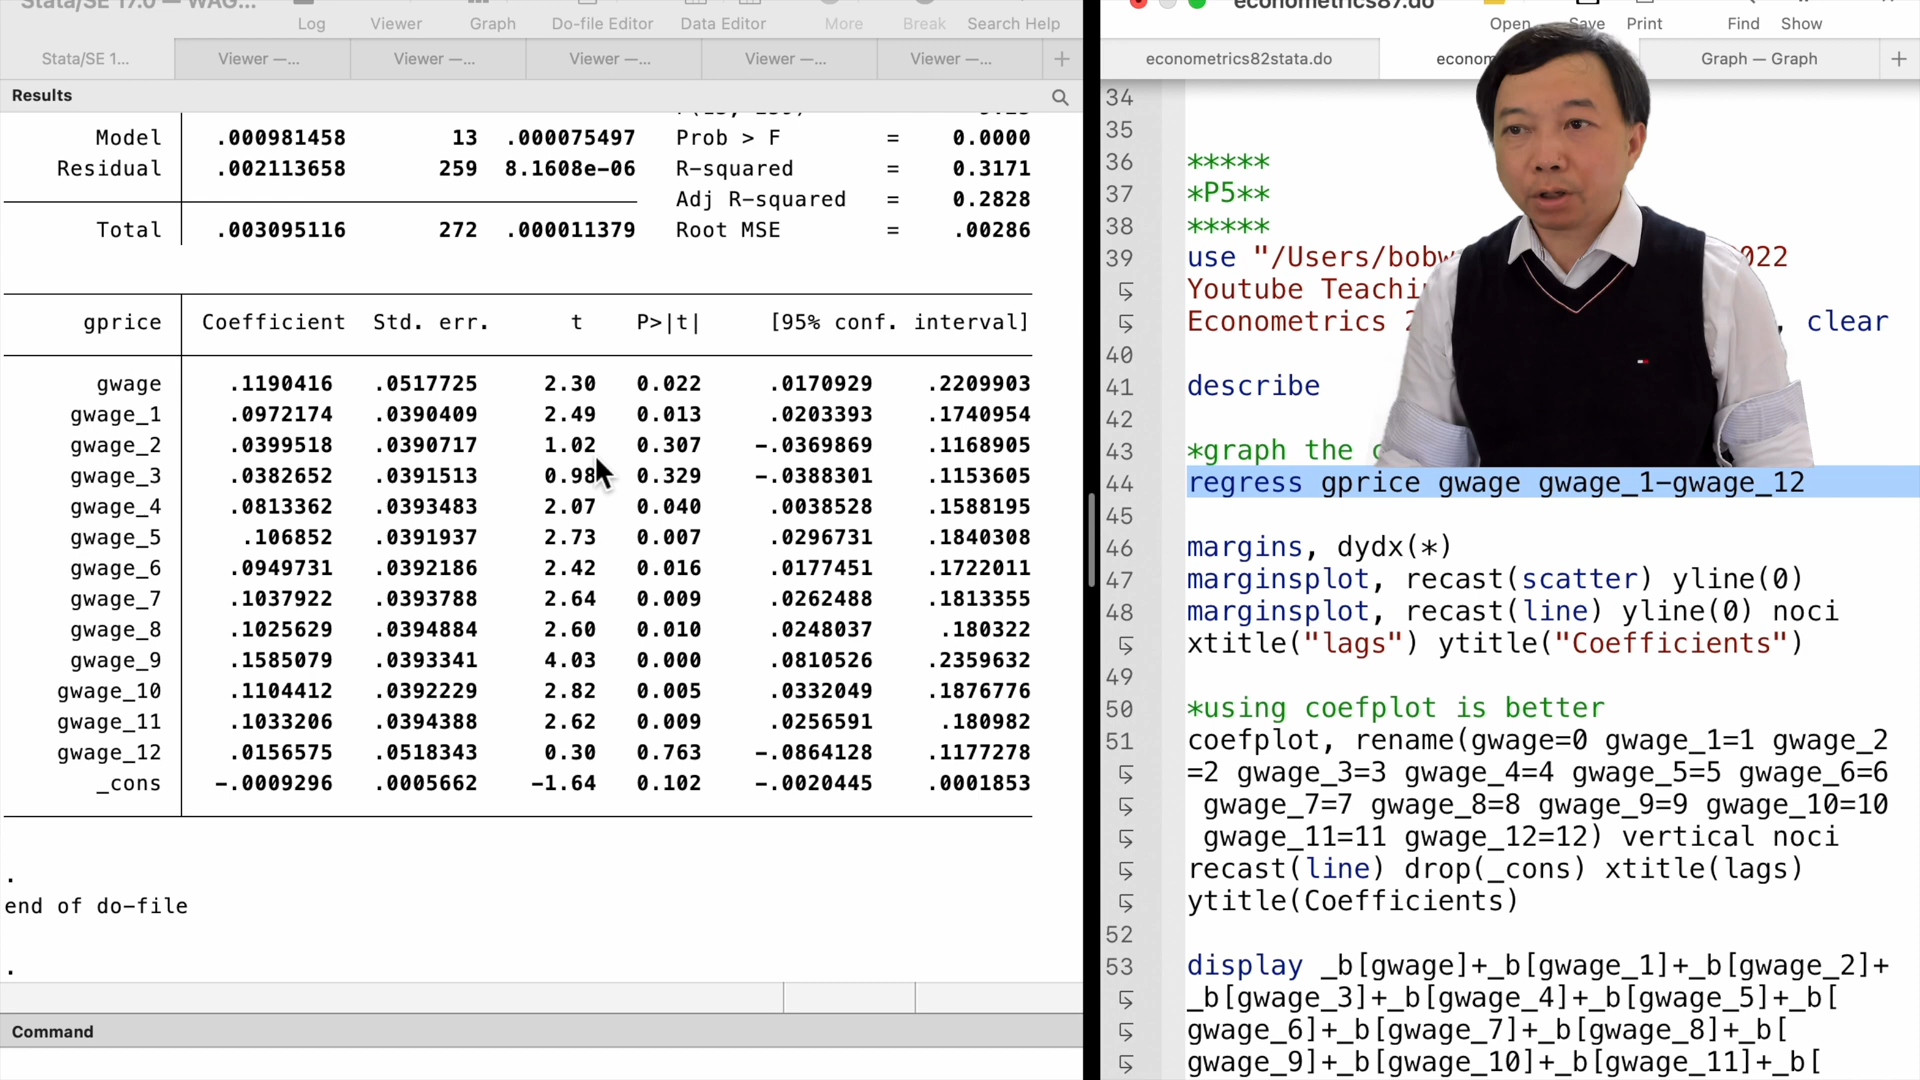 Stata/SE 17.0 — WAG...
Log Viewer Graph Do-file Editor Data Editor More Break Search Help
Stata/SE 1... Viewer —... Viewer —... Viewer —... Viewer —... Viewer —... +
Results
Model .000981458 13 .000075497 Prob > F = 0.0000
Residual .002113658 259 8.1608e-06 R-squared = 0.3171
Adj R-squared = 0.2828
Total .003095116 272 .000011379 Root MSE = .00286
gprice Coefficient Std. err. t P>|t| [95% conf. interval]
gwage .1190416 .0517725 2.30 0.022 .0170929 .2209903
gwage_1 .0972174 .0390409 2.49 0.013 .0203393 .1740954
gwage_2 .0399518 .0390717 1.02 0.307 -.0369869 .1168905
gwage_3 .0382652 .0391513 0.98 0.329 -.0388301 .1153605
gwage_4 .0813362 .0393483 2.07 0.040 .0038528 .1588195
gwage_5 .106852 .0391937 2.73 0.007 .0296731 .1840308
gwage_6 .0949731 .0392186 2.42 0.016 .0177451 .1722011
gwage_7 .1037922 .0393788 2.64 0.009 .0262488 .1813355
gwage_8 .1025629 .0394884 2.60 0.010 .0248037 .180322
gwage_9 .1585079 .0393341 4.03 0.000 .0810526 .2359632
gwage_10 .1104412 .0392229 2.82 0.005 .0332049 .1876776
gwage_11 .1033206 .0394388 2.62 0.009 .0256591 .180982
gwage_12 .0156575 .0518343 0.30 0.763 -.0864128 .1177278
_cons -.0009296 .0005662 -1.64 0.102 -.0020445 .0001853
.
end of do-file
.
Command
econometrics87.do
Open Save Print Find Show
econometrics82stata.do econom Graph — Graph +
34
35
36 *****
37 *P5**
38 *****
39 use "/Users/bobw 022
Youtube Teachi
Econometrics 2 , clear
40
41 describe
42
43 *graph the
44 regress gprice gwage gwage_1-gwage_12
45
46 margins, dydx(*)
47 marginsplot, recast(scatter) yline(0)
48 marginsplot, recast(line) yline(0) noci
xtitle("lags") ytitle("Coefficients")
49
50 *using coefplot is better
51 coefplot, rename(gwage=0 gwage_1=1 gwage_2
=2 gwage_3=3 gwage_4=4 gwage_5=5 gwage_6=6
gwage_7=7 gwage_8=8 gwage_9=9 gwage_10=10
gwage_11=11 gwage_12=12) vertical noci
recast(line) drop(_cons) xtitle(lags)
ytitle(Coefficients)
52
53 display _b[gwage]+_b[gwage_1]+_b[gwage_2]+
_b[gwage_3]+_b[gwage_4]+_b[gwage_5]+_b[
gwage_6]+_b[gwage_7]+_b[gwage_8]+_b[
gwage_9]+_b[gwage_10]+_b[gwage_11]+_b[